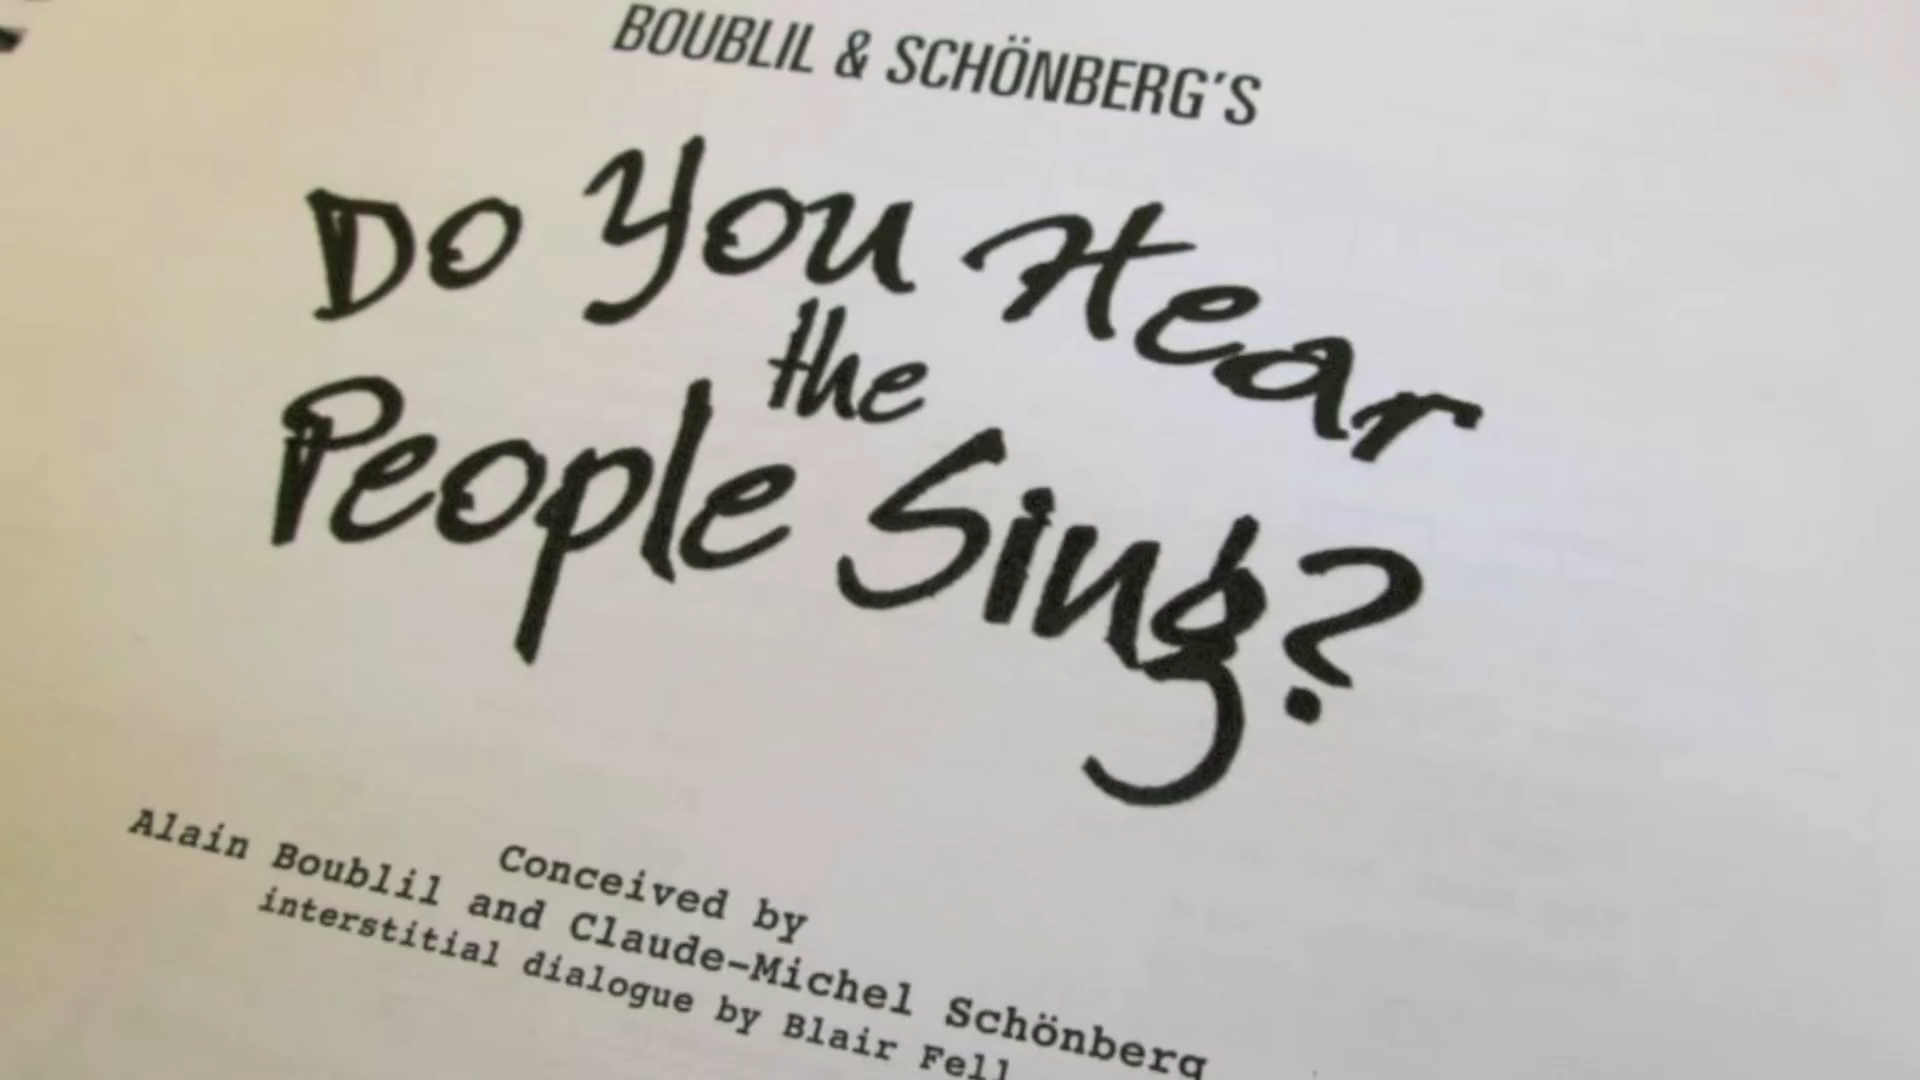 BOUBLIL & SCHÖNBERG'S
Do You Hear
the
People Sing?
Conceived by
Alain Boublil and Claude-Michel Schönberg
interstitial dialogue by Blair Fell